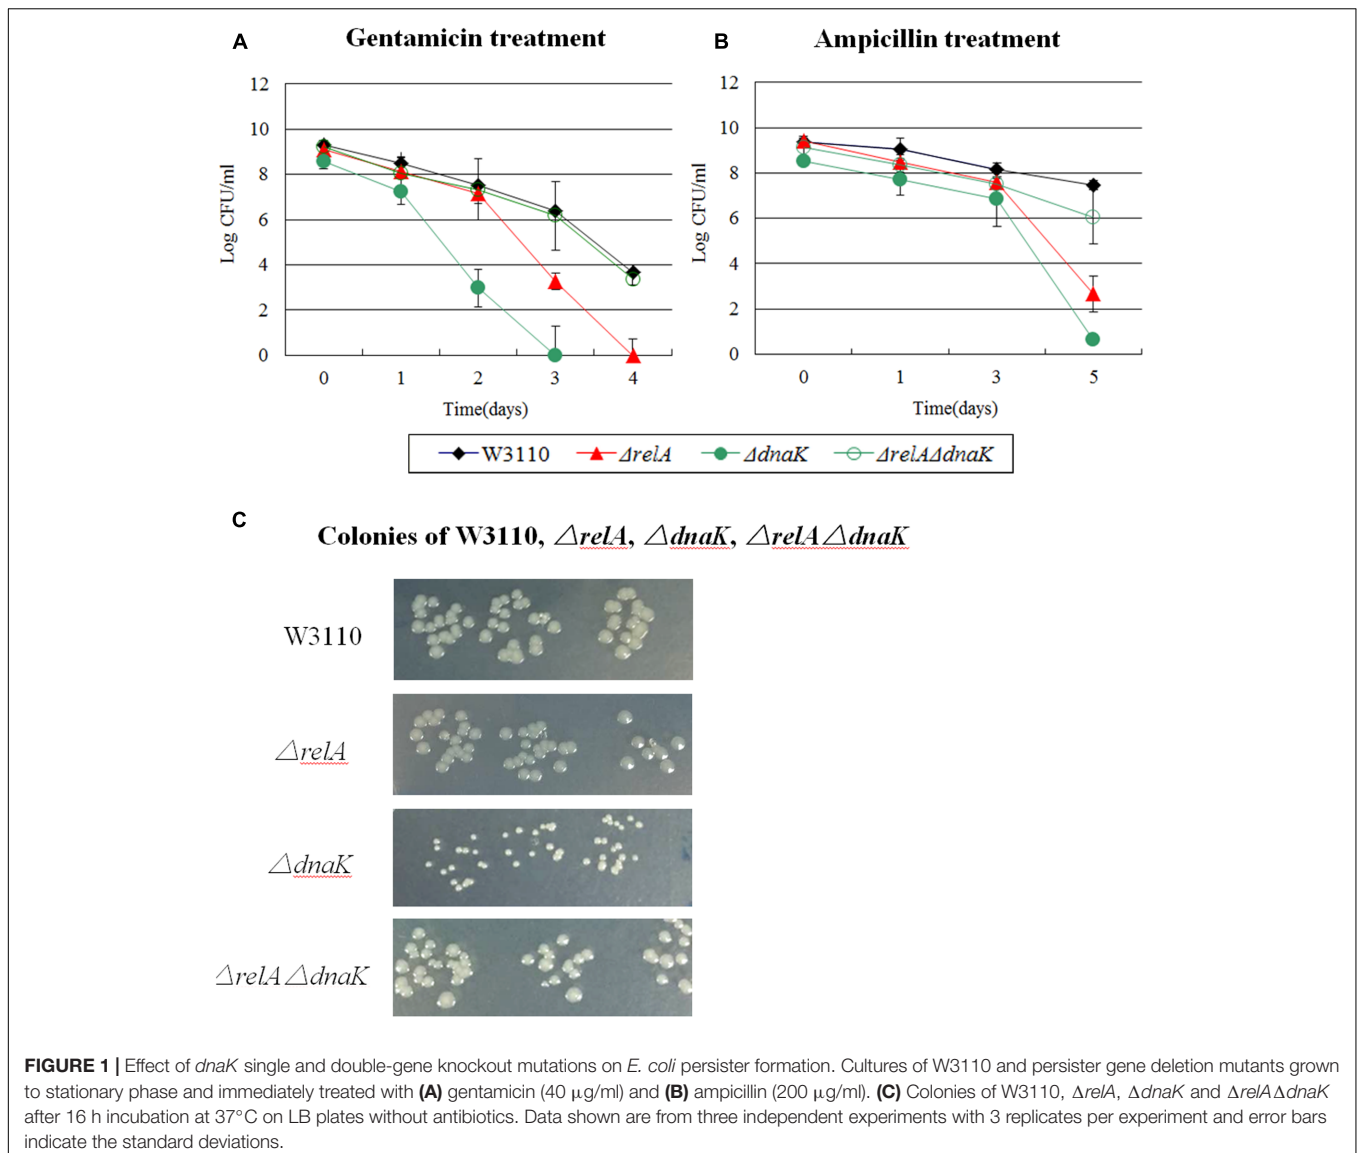 A
Gentamicin treatment
12
10
8
6
4
2
0
Log CFU/ml
0 1 2 3 4
Time(days)
B
Ampicillin treatment
12
10
8
6
4
2
0
Log CFU/ml
0 1 3 5
Time(days)
W3110 ΔrelA ΔdnaK ΔrelAΔdnaK
C
Colonies of W3110, △relA, △dnaK, △relA△dnaK
W3110
△relA
△dnaK
△relA△dnaK
FIGURE 1 | Effect of dnaK single and double-gene knockout mutations on E. coli persister formation. Cultures of W3110 and persister gene deletion mutants grown
to stationary phase and immediately treated with (A) gentamicin (40 μg/ml) and (B) ampicillin (200 μg/ml). (C) Colonies of W3110, ΔrelA, ΔdnaK and ΔrelAΔdnaK
after 16 h incubation at 37°C on LB plates without antibiotics. Data shown are from three independent experiments with 3 replicates per experiment and error bars
indicate the standard deviations.